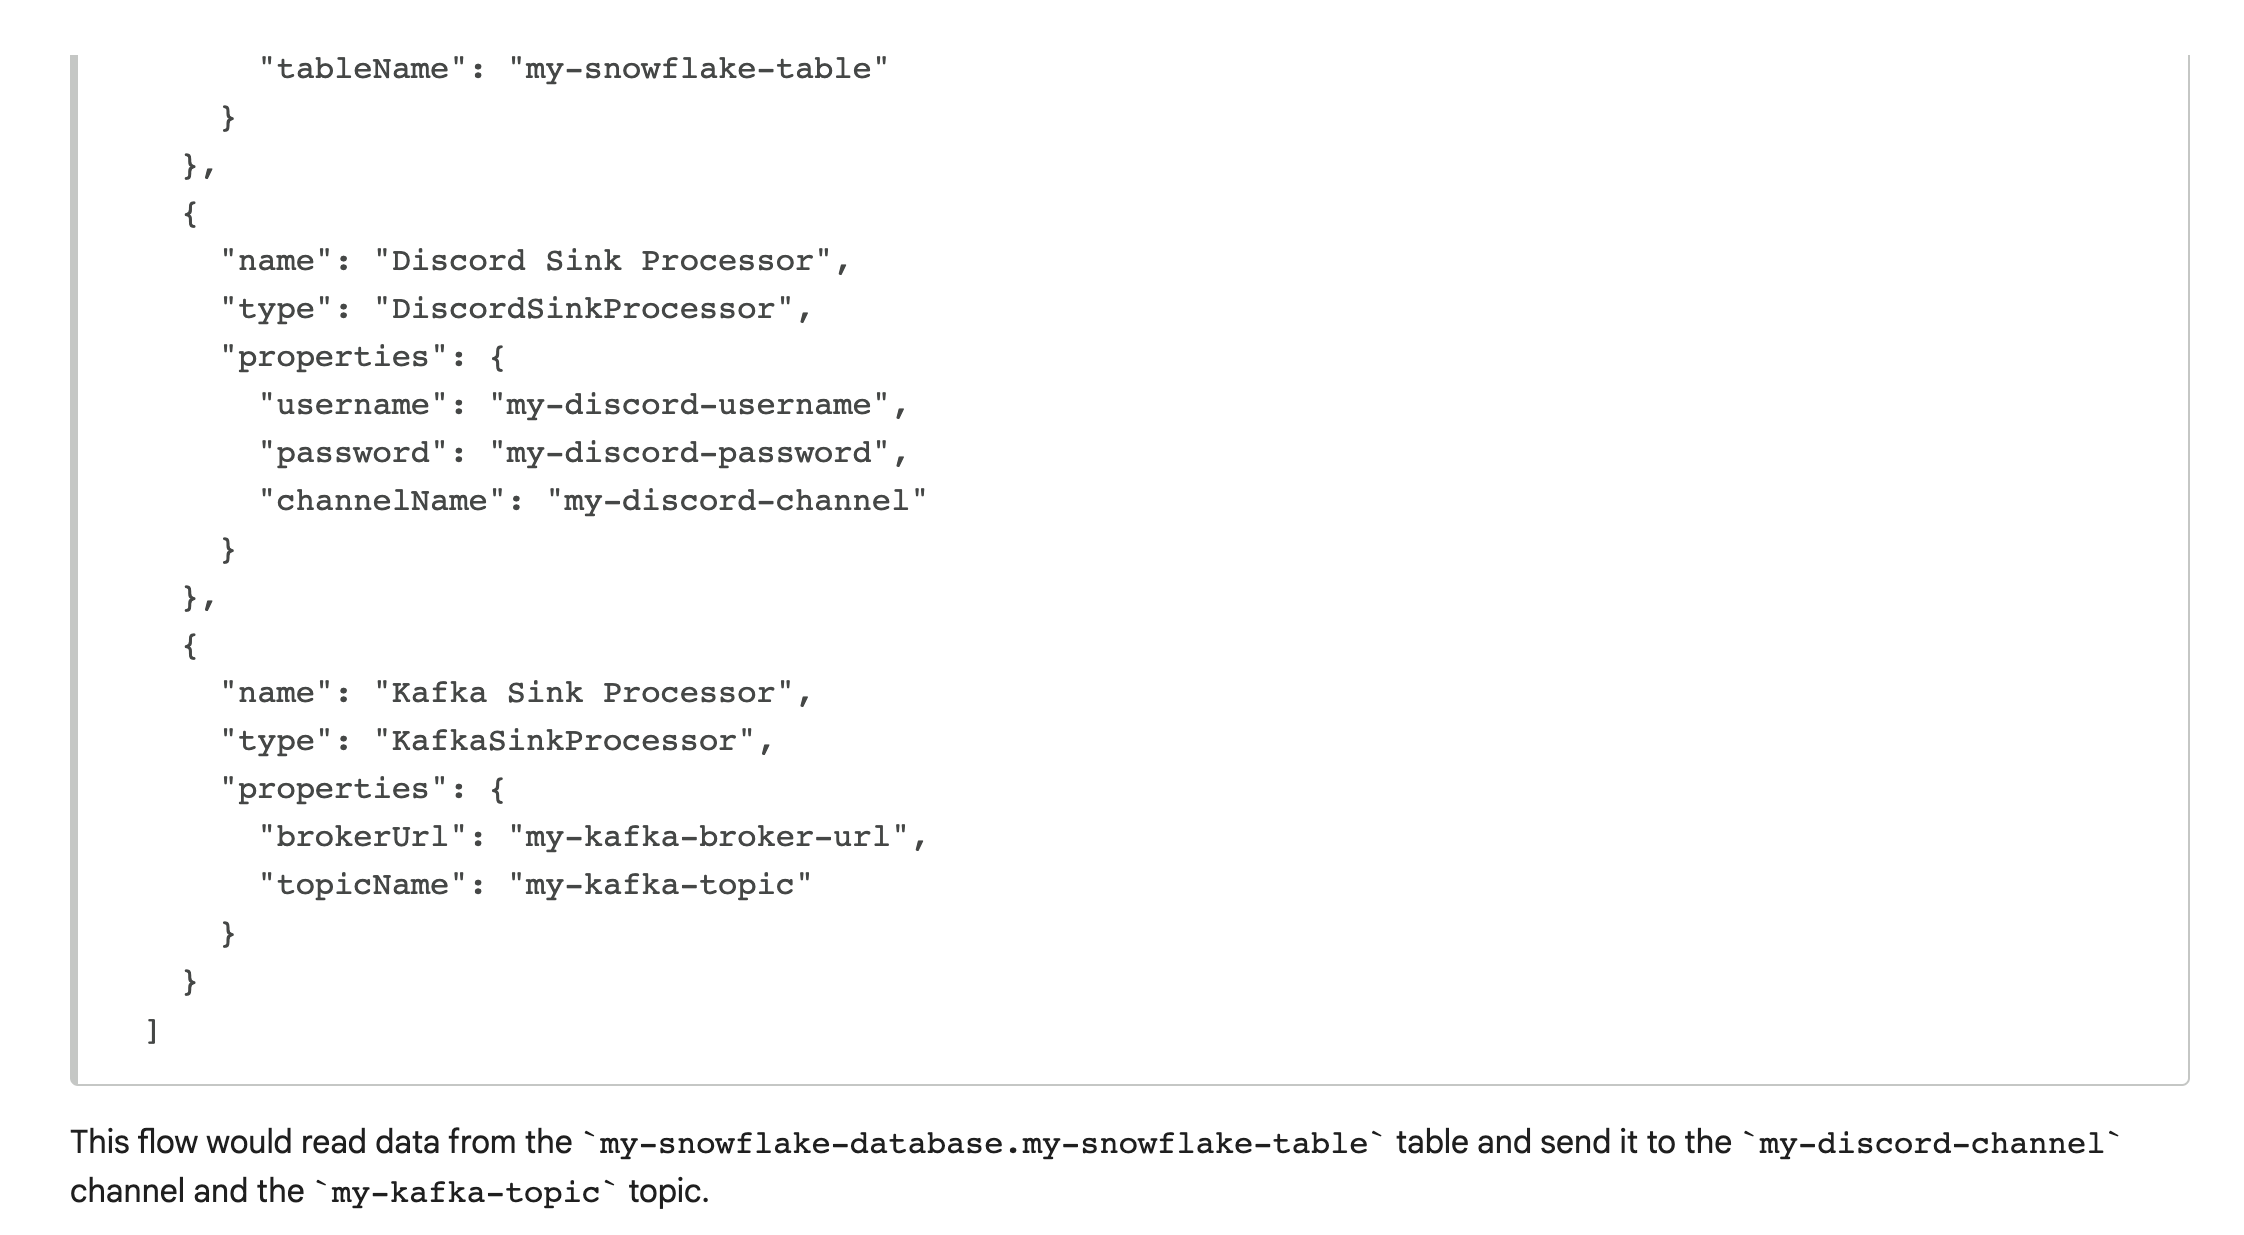 "tableName": "my-snowflake-table"
}
},
{
"name": "Discord Sink Processor",
"type": "DiscordSinkProcessor",
"properties": {
"username": "my-discord-username",
"password": "my-discord-password",
"channelName": "my-discord-channel"
}
},
{
"name": "Kafka Sink Processor",
"type": "KafkaSinkProcessor",
"properties": {
"brokerUrl": "my-kafka-broker-url",
"topicName": "my-kafka-topic"
}
}
]
This flow would read data from the `my-snowflake-database.my-snowflake-table` table and send it to the `my-discord-channel`
channel and the `my-kafka-topic` topic.